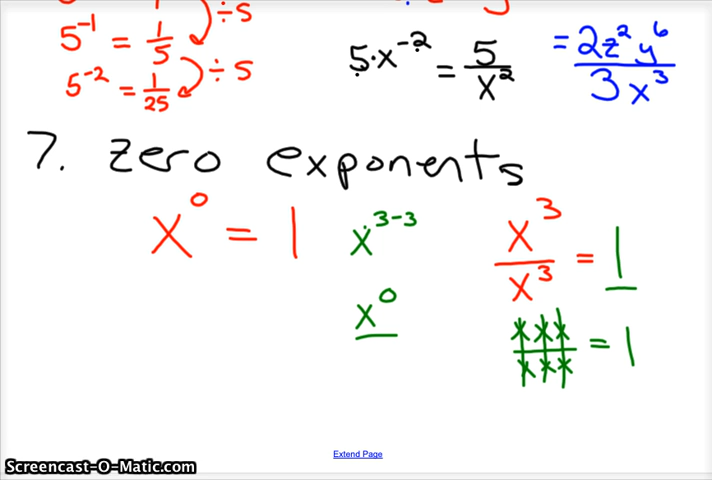 ÷5
5⁻¹ = 1/5
÷5
5⁻² = 1/25
5·x⁻² = 5/x²
= 2z²y⁶/3x³
7. zero exponents
x⁰ = 1
x³⁻³
x⁰
x³/x³ = 1
xxx/xxx = 1
Extend Page
Screencast-O-Matic.com